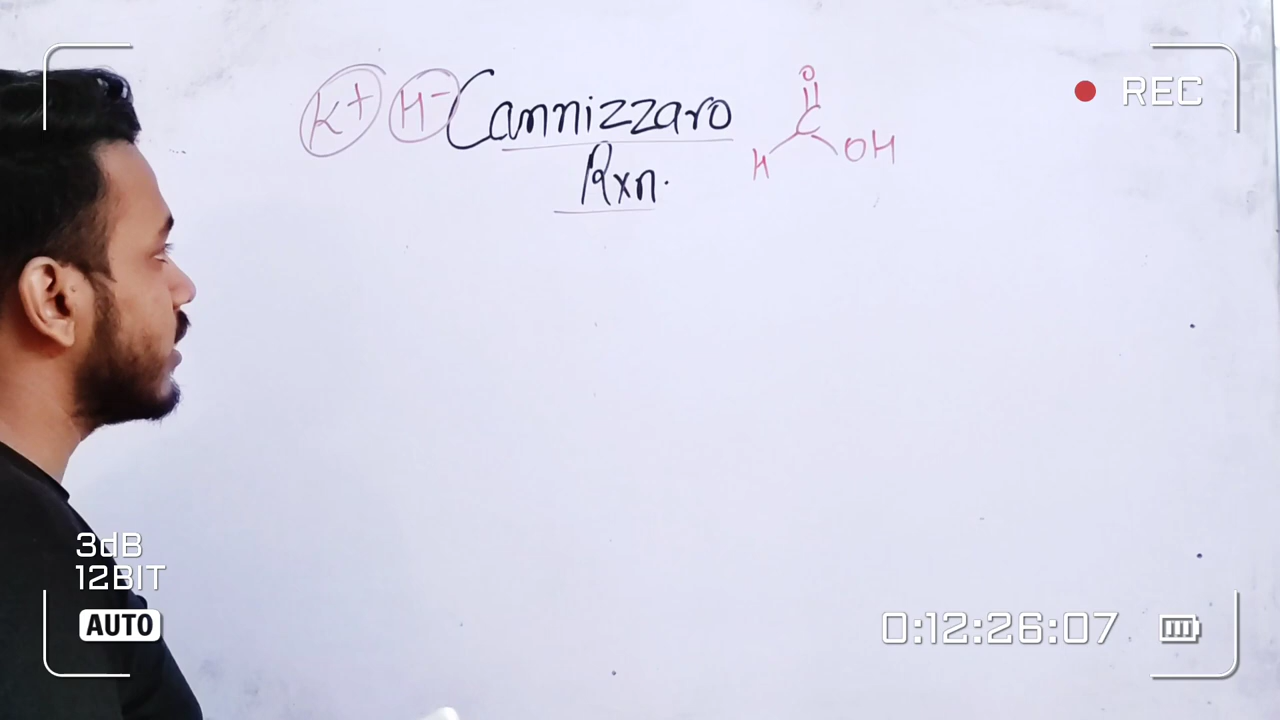 K+ H- Cannizzaro
Rxn.
O
C
H OH
REC
3dB
12BIT
AUTO
0:12:26:07